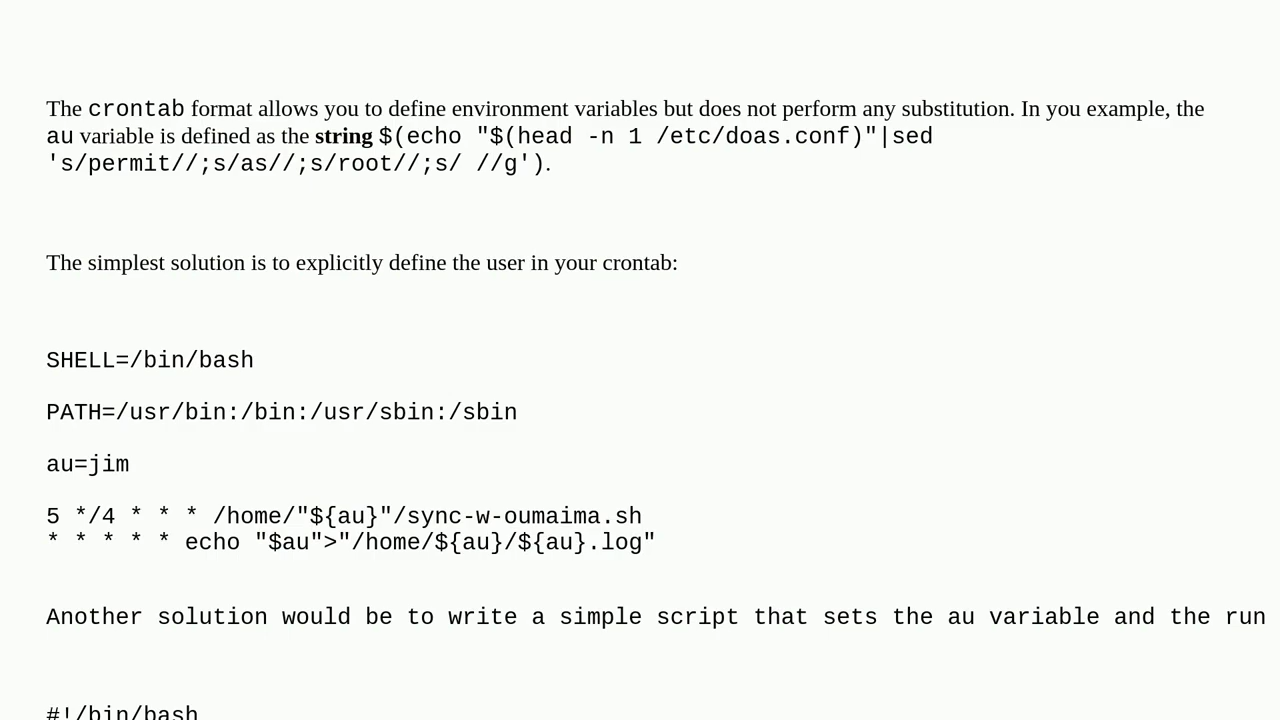 The crontab format allows you to define environment variables but does not perform any substitution. In you example, the
au variable is defined as the string $(echo "$(head -n 1 /etc/doas.conf)"|sed
's/permit//;s/as//;s/root//;s/ //g').
The simplest solution is to explicitly define the user in your crontab:
SHELL=/bin/bash
PATH=/usr/bin:/bin:/usr/sbin:/sbin
au=jim
5 */4 * * * /home/"${au}"/sync-w-oumaima.sh
* * * * * echo "$au">"/home/${au}/${au}.log"
Another solution would be to write a simple script that sets the au variable and the run
#!/bin/bash